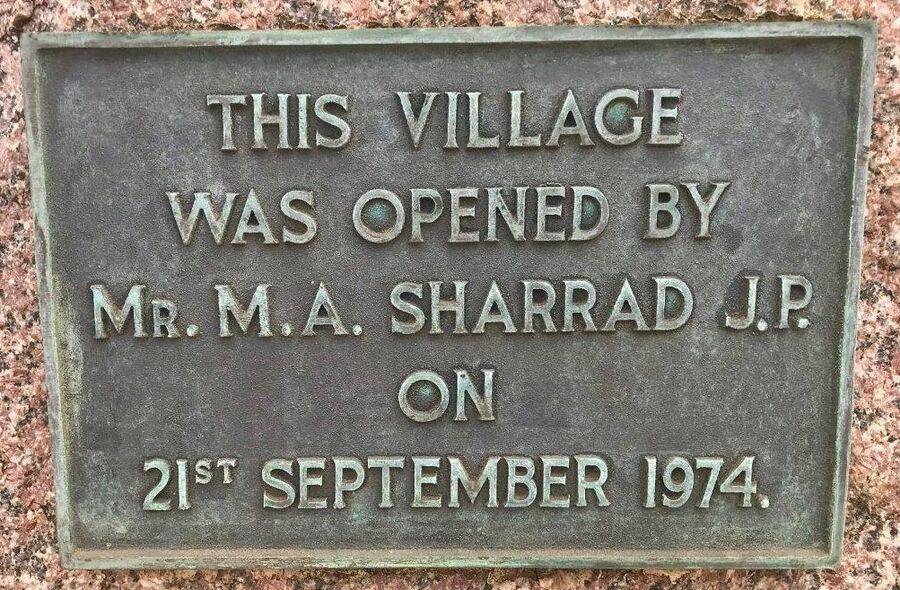 THIS VILLAGE
WAS OPENED BY
MR. M.A. SHARRAD J.P.
ON
21ST SEPTEMBER 1974.